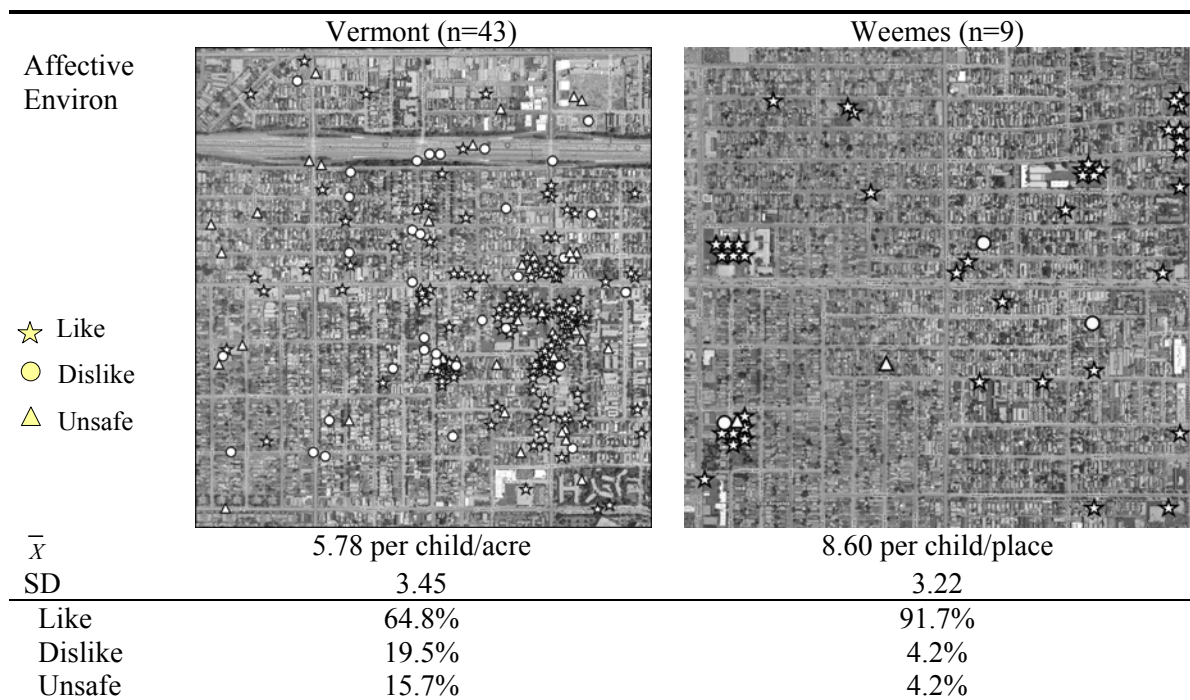 Vermont (n=43) Weemes (n=9)
Affective
Environ
Like
Dislike
Unsafe
X 5.78 per child/acre 8.60 per child/place
SD 3.45 3.22
Like 64.8% 91.7%
Dislike 19.5% 4.2%
Unsafe 15.7% 4.2%